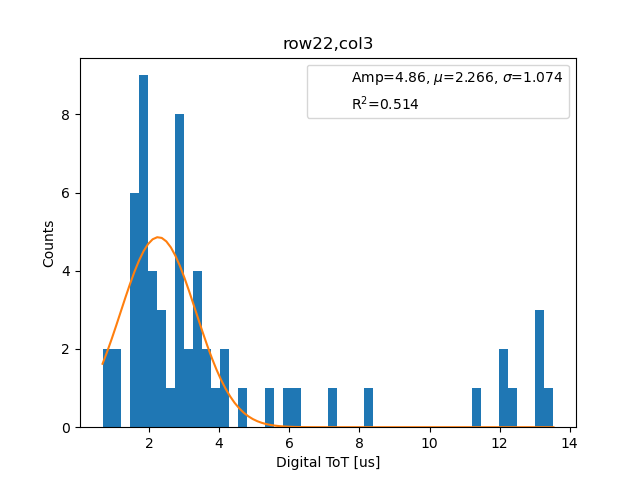 row22,col3
Amp=4.86, μ=2.266, σ=1.074
R²=0.514
Counts
8
6
4
2
0
2 4 6 8 10 12 14
Digital ToT [us]